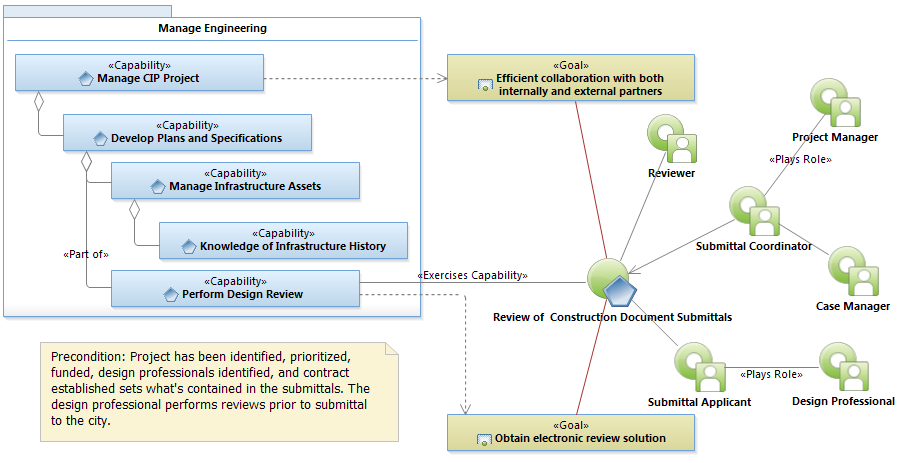 Manage Engineering
«Capability»
Manage CIP Project
«Capability»
Develop Plans and Specifications
«Capability»
Manage Infrastructure Assets
«Capability»
Knowledge of Infrastructure History
«Part of»
«Capability»
Perform Design Review
«Goal»
Efficient collaboration with both
internally and external partners
Reviewer
Project Manager
«Plays Role»
Submittal Coordinator
Case Manager
«Exercises Capability»
Review of Construction Document Submittals
Submittal Applicant
«Plays Role»
Design Professional
«Goal»
Obtain electronic review solution
Precondition: Project has been identified, prioritized,
funded, design professionals identified, and contract
established sets what's contained in the submittals. The
design professional performs reviews prior to submittal
to the city.